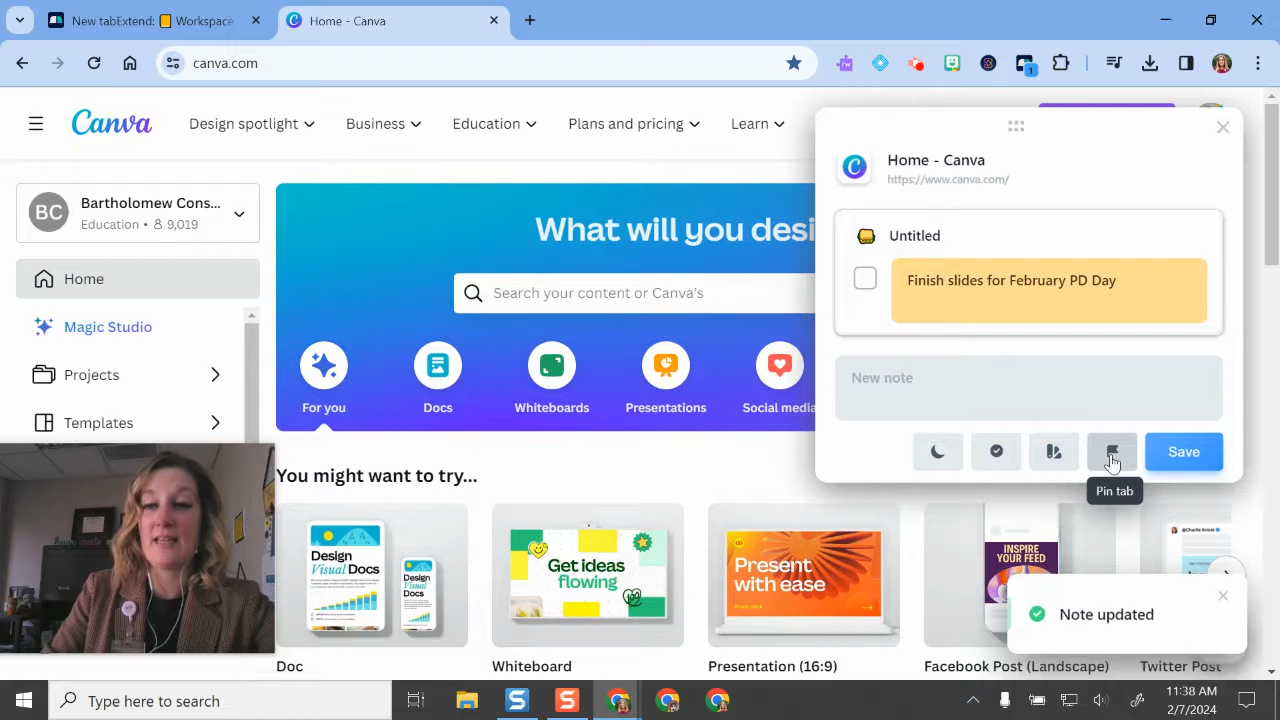 New tabExtend: Workspace
Home - Canva
canva.com
1
Canva
Design spotlight
Business
Education
Plans and pricing
Learn
BC
Bartholomew Cons...
Education • 9,019
Home
Magic Studio
Projects
Templates
What will you desi
Search your content or Canva's
For you
Docs
Whiteboards
Presentations
Social media
You might want to try...
Design
Visual Docs
Design
Visual Docs
Doc
Get ideas
flowing
Whiteboard
Present
with ease
Presentation (16:9)
INSPIRE
YOUR FEED
Facebook Post (Landscape)
Twitter Post
Home - Canva
https://www.canva.com/
Untitled
Finish slides for February PD Day
New note
Save
Pin tab
Note updated
Type here to search
S
S
11:38 AM
2/7/2024